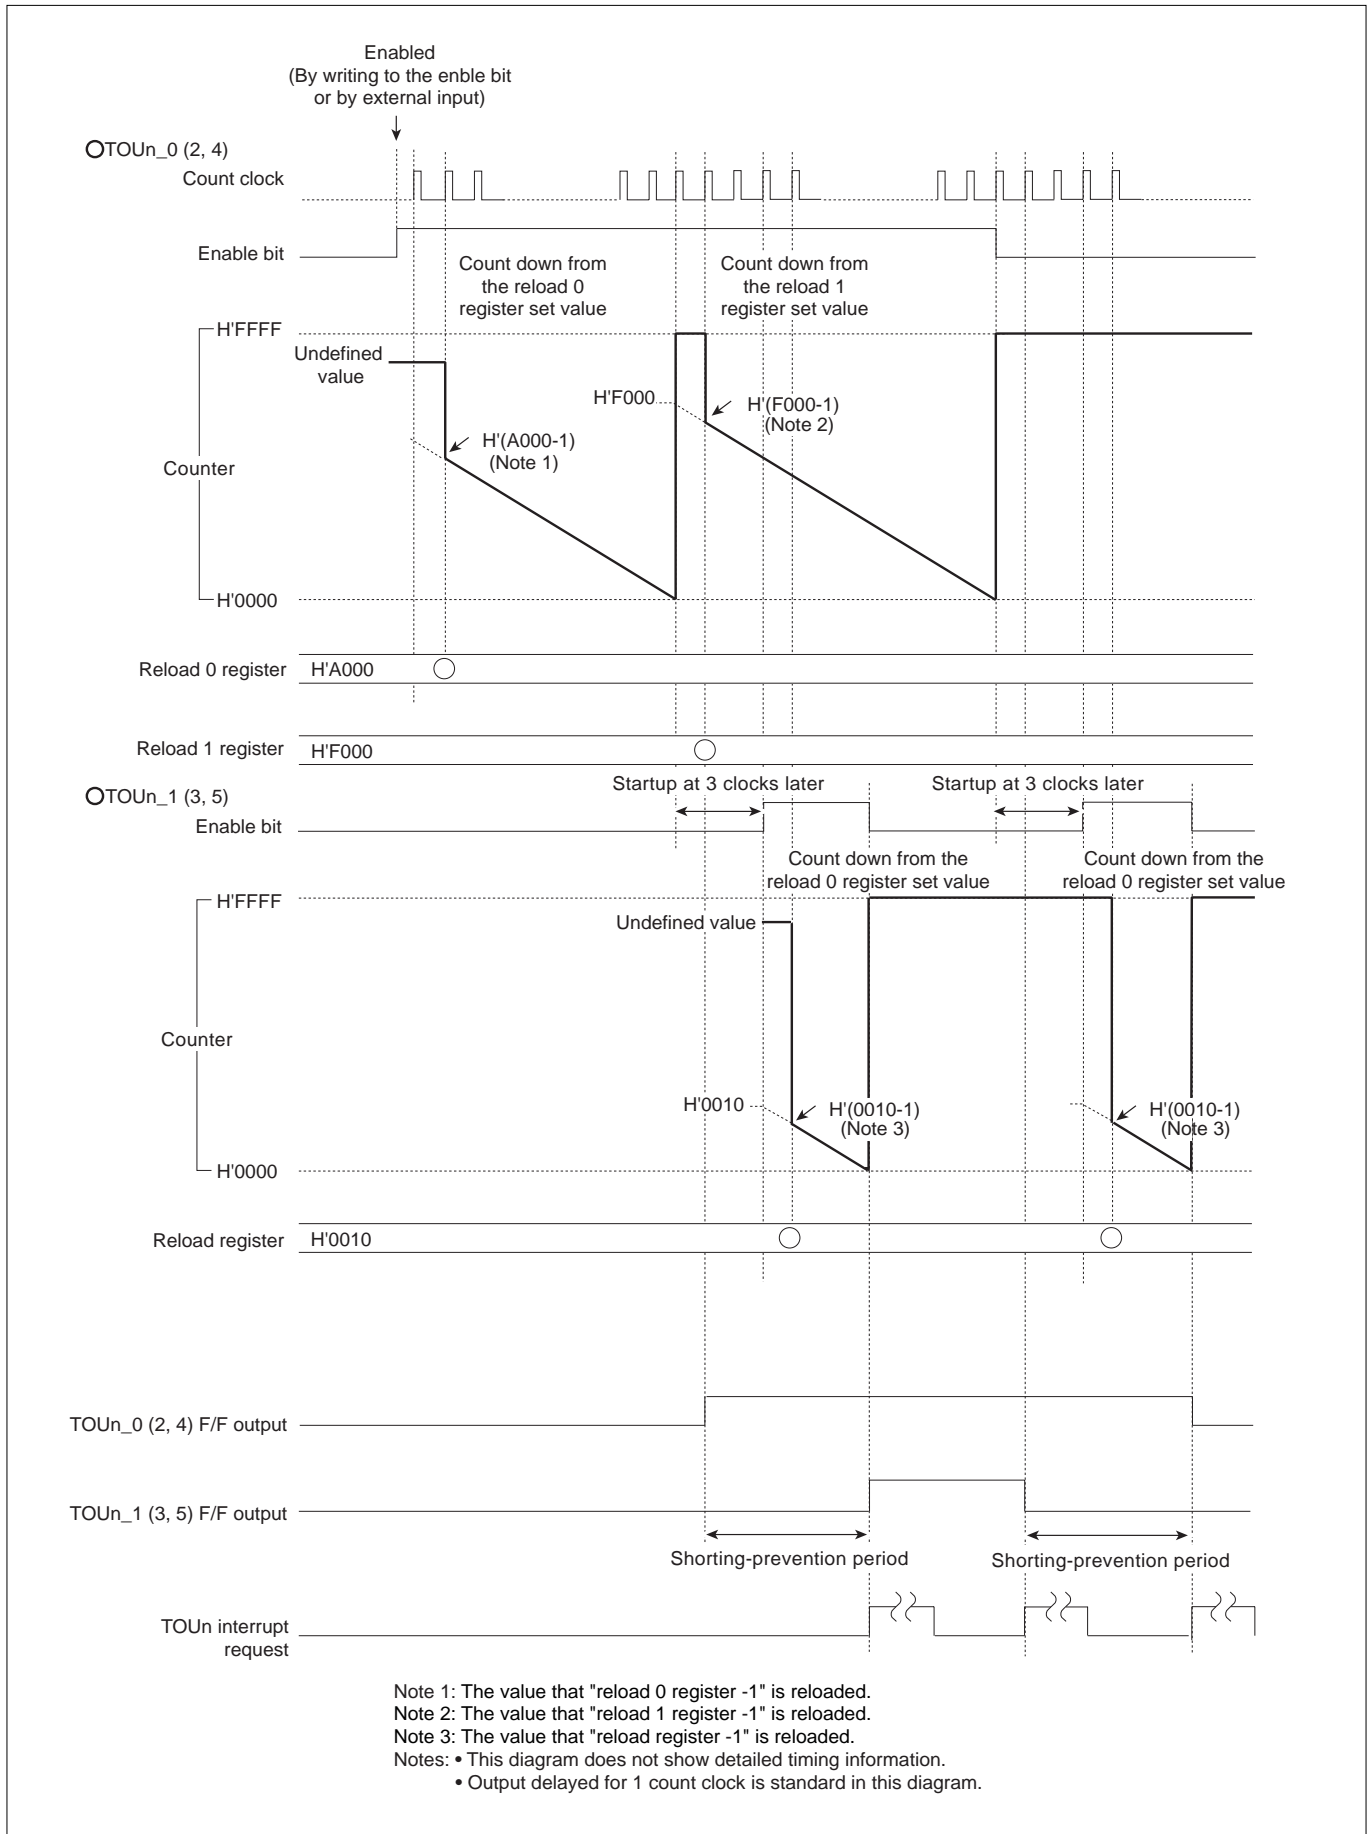 Enabled
(By writing to the enble bit
or by external input)
TOUn_0 (2, 4)
Count clock
Enable bit
Count down from
the reload 0
register set value
Count down from
the reload 1
register set value
H'FFFF
Undefined
value
H'F000
H'(F000-1)
(Note 2)
H'(A000-1)
(Note 1)
Counter
H'0000
Reload 0 register
H'A000
Reload 1 register
H'F000
Startup at 3 clocks later
Startup at 3 clocks later
TOUn_1 (3, 5)
Enable bit
Count down from the
reload 0 register set value
Count down from the
reload 0 register set value
H'FFFF
Undefined value
Counter
H'0010
H'(0010-1)
(Note 3)
H'(0010-1)
(Note 3)
H'0000
Reload register
H'0010
TOUn_0 (2, 4) F/F output
TOUn_1 (3, 5) F/F output
Shorting-prevention period
Shorting-prevention period
TOUn interrupt
request
Note 1: The value that "reload 0 register -1" is reloaded.
Note 2: The value that "reload 1 register -1" is reloaded.
Note 3: The value that "reload register -1" is reloaded.
Notes: • This diagram does not show detailed timing information.
• Output delayed for 1 count clock is standard in this diagram.